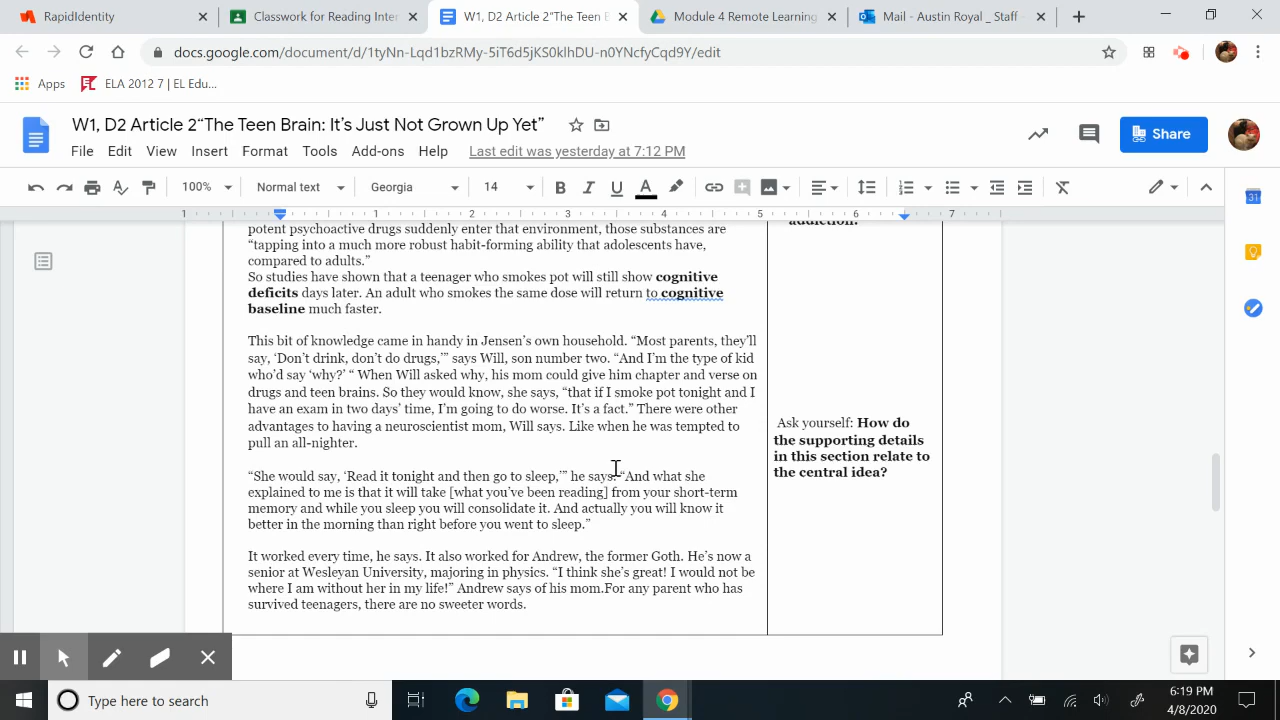 RapidIdentity
Classwork for Reading Inter
W1, D2 Article 2“The Teen B
Module 4 Remote Learning
Mail - Austin Royal _ Staff -
docs.google.com/document/d/1tyNn-Lqd1bzRMy-5iT6d5jKS0klhDU-n0YNcfyCqd9Y/edit
Apps
ELA 2012 7 | EL Edu...
W1, D2 Article 2“The Teen Brain: It’s Just Not Grown Up Yet”
Share
File Edit View Insert Format Tools Add-ons Help Last edit was yesterday at 7:12 PM
100% Normal text Georgia 14 B I U A
1 1 2 3 4 5 6 7
potent psychoactive drugs suddenly enter that environment, those substances are
“tapping into a much more robust habit-forming ability that adolescents have,
compared to adults.”
So studies have shown that a teenager who smokes pot will still show cognitive
deficits days later. An adult who smokes the same dose will return to cognitive
baseline much faster.
This bit of knowledge came in handy in Jensen’s own household. “Most parents, they’ll
say, ‘Don’t drink, don’t do drugs,’” says Will, son number two. “And I’m the type of kid
who’d say ‘why?’ “ When Will asked why, his mom could give him chapter and verse on
drugs and teen brains. So they would know, she says, “that if I smoke pot tonight and I
have an exam in two days’ time, I’m going to do worse. It’s a fact.” There were other
advantages to having a neuroscientist mom, Will says. Like when he was tempted to
pull an all-nighter.
“She would say, ‘Read it tonight and then go to sleep,’” he says. “And what she
explained to me is that it will take [what you’ve been reading] from your short-term
memory and while you sleep you will consolidate it. And actually you will know it
better in the morning than right before you went to sleep.”
It worked every time, he says. It also worked for Andrew, the former Goth. He’s now a
senior at Wesleyan University, majoring in physics. “I think she’s great! I would not be
where I am without her in my life!” Andrew says of his mom.For any parent who has
survived teenagers, there are no sweeter words.
addiction?
Ask yourself: How do
the supporting details
in this section relate to
the central idea?
31
Type here to search
6:19 PM
4/8/2020